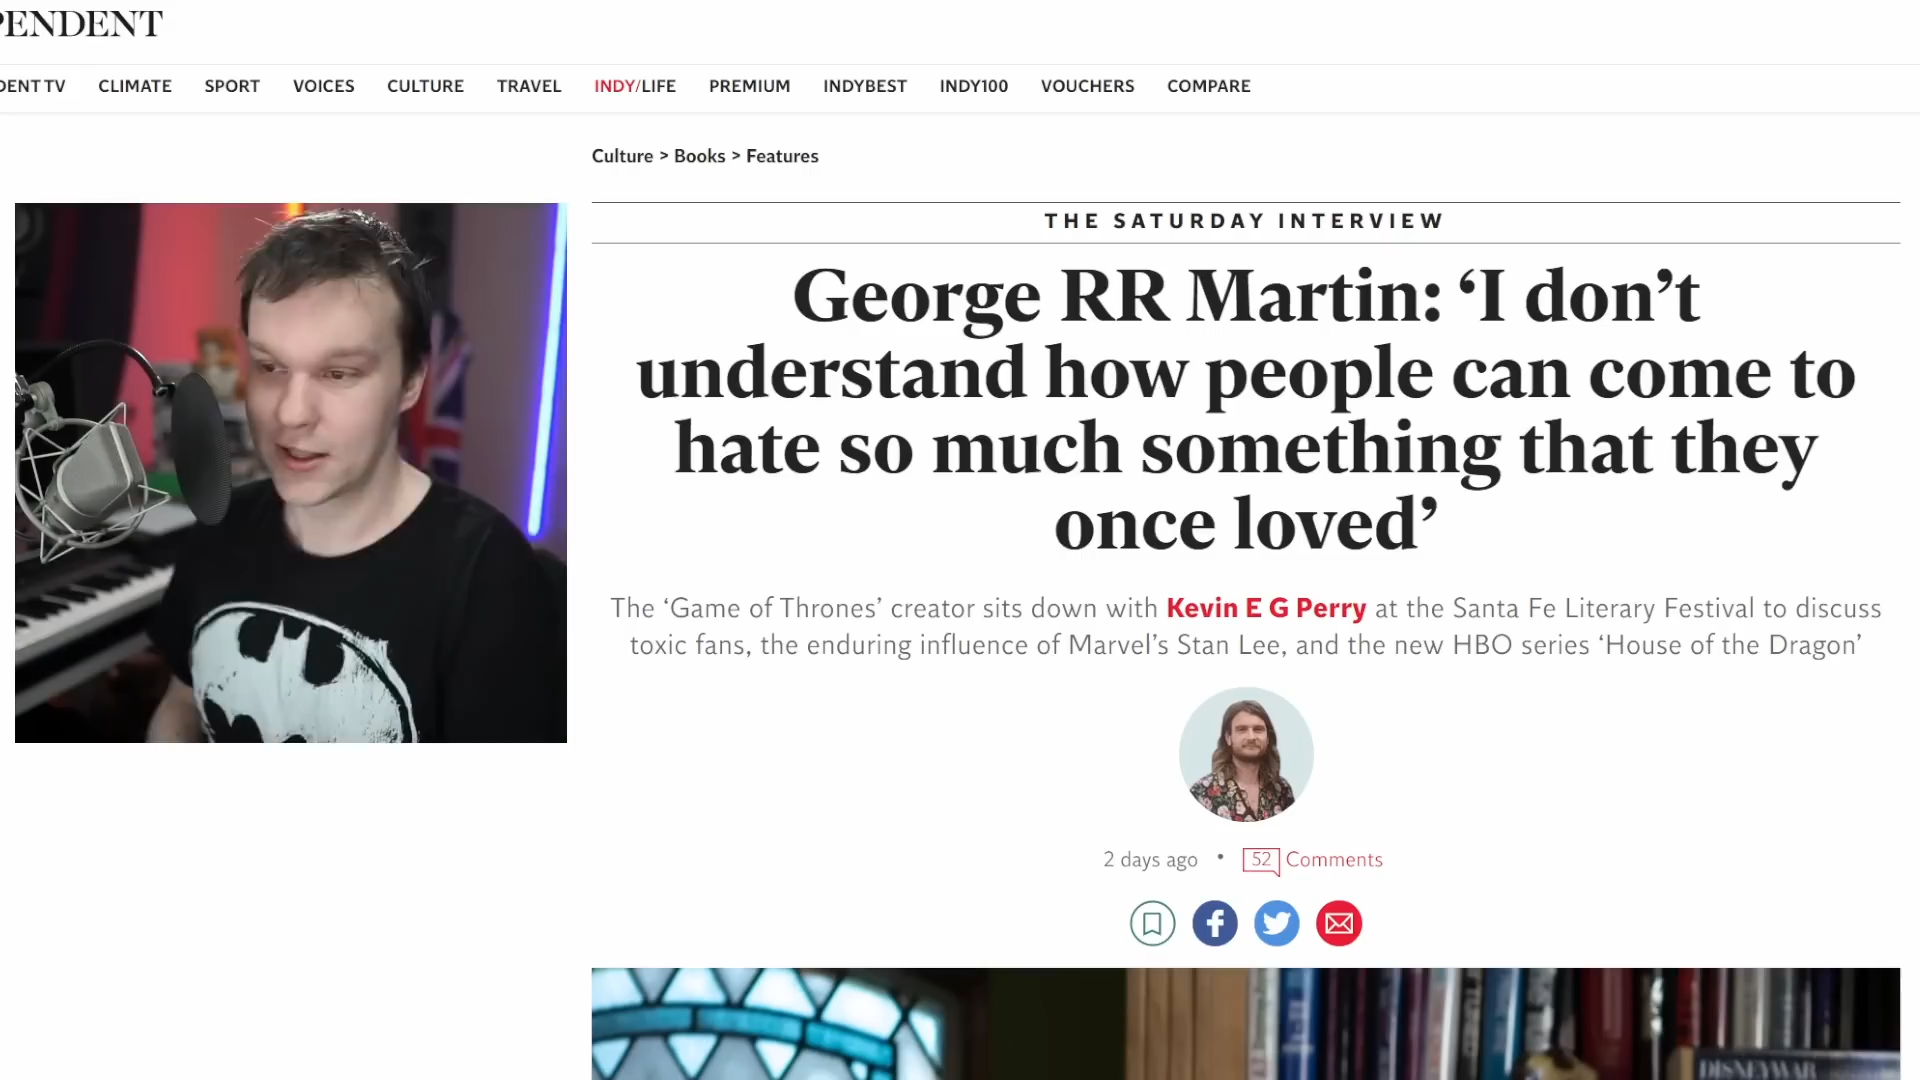 PENDENT
DENT TV CLIMATE SPORT VOICES CULTURE TRAVEL INDY/LIFE PREMIUM INDYBEST INDY100 VOUCHERS COMPARE
Culture > Books > Features
THE SATURDAY INTERVIEW
George RR Martin: ‘I don’t
understand how people can come to
hate so much something that they
once loved’
The ‘Game of Thrones’ creator sits down with Kevin E G Perry at the Santa Fe Literary Festival to discuss
toxic fans, the enduring influence of Marvel’s Stan Lee, and the new HBO series ‘House of the Dragon’
2 days ago • 52 Comments
DISNEYWAR